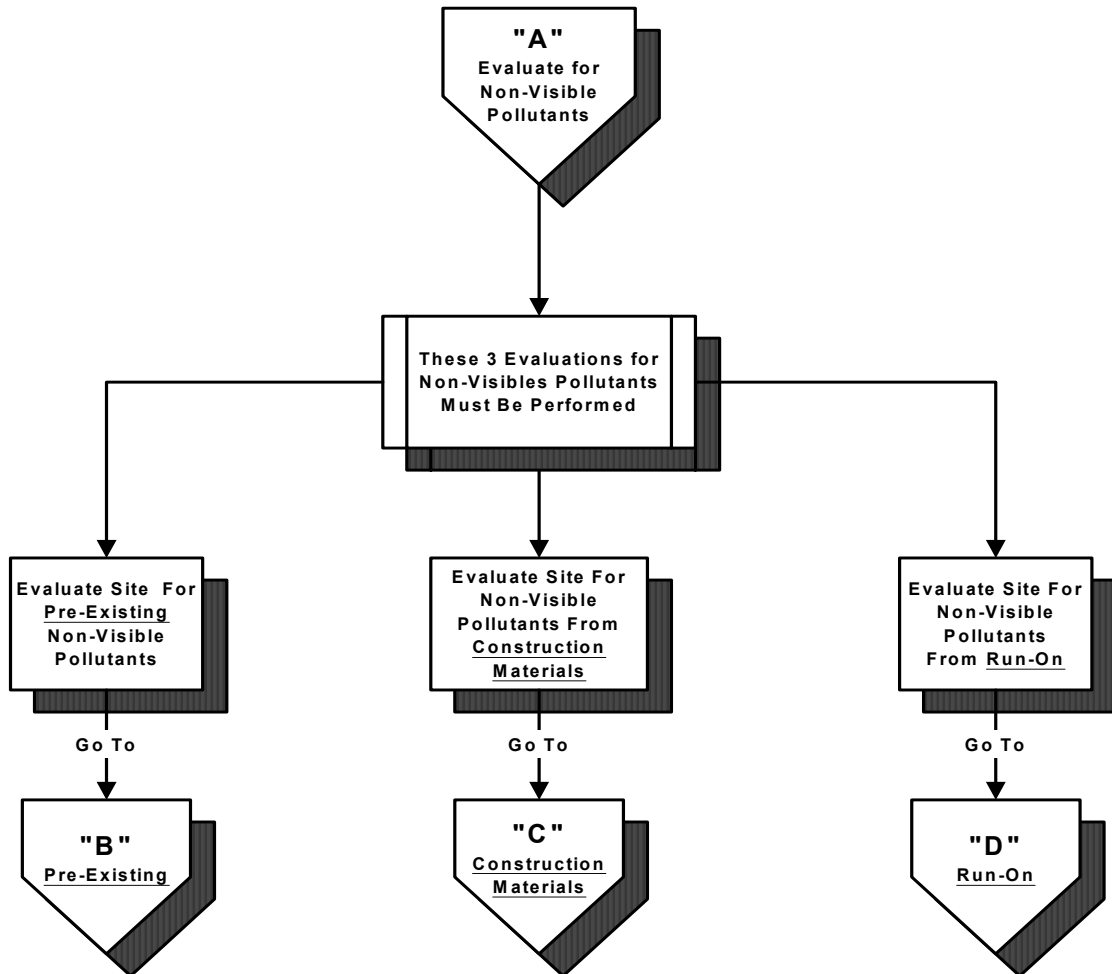 "A"
Evaluate for
Non-Visible
Pollutants
These 3 Evaluations for
Non-Visibles Pollutants
Must Be Performed
Evaluate Site For
Pre-Existing
Non-Visible
Pollutants
Evaluate Site For
Non-Visible
Pollutants From
Construction
Materials
Evaluate Site For
Non-Visible
Pollutants
From Run-On
Go To
Go To
Go To
"B"
Pre-Existing
"C"
Construction
Materials
"D"
Run-On